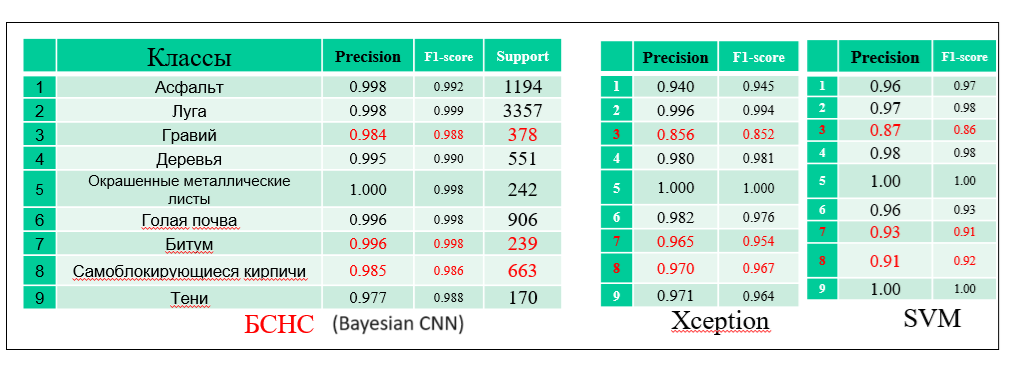 Классы Precision F1-score Support
1 Асфальт 0.998 0.992 1194
2 Луга 0.998 0.999 3357
3 Гравий 0.984 0.988 378
4 Деревья 0.995 0.990 551
5 Окрашенные металлические листы 1.000 0.998 242
6 Голая почва 0.996 0.998 906
7 Битум 0.996 0.998 239
8 Самоблокирующиеся кирпичи 0.985 0.986 663
9 Тени 0.977 0.988 170
БСНС (Bayesian CNN)
Precision F1-score
1 0.940 0.945
2 0.996 0.994
3 0.856 0.852
4 0.980 0.981
5 1.000 1.000
6 0.982 0.976
7 0.965 0.954
8 0.970 0.967
9 0.971 0.964
Xception
Precision F1-score
1 0.96 0.97
2 0.97 0.98
3 0.87 0.86
4 0.98 0.98
5 1.00 1.00
6 0.96 0.93
7 0.93 0.91
8 0.91 0.92
9 1.00 1.00
SVM